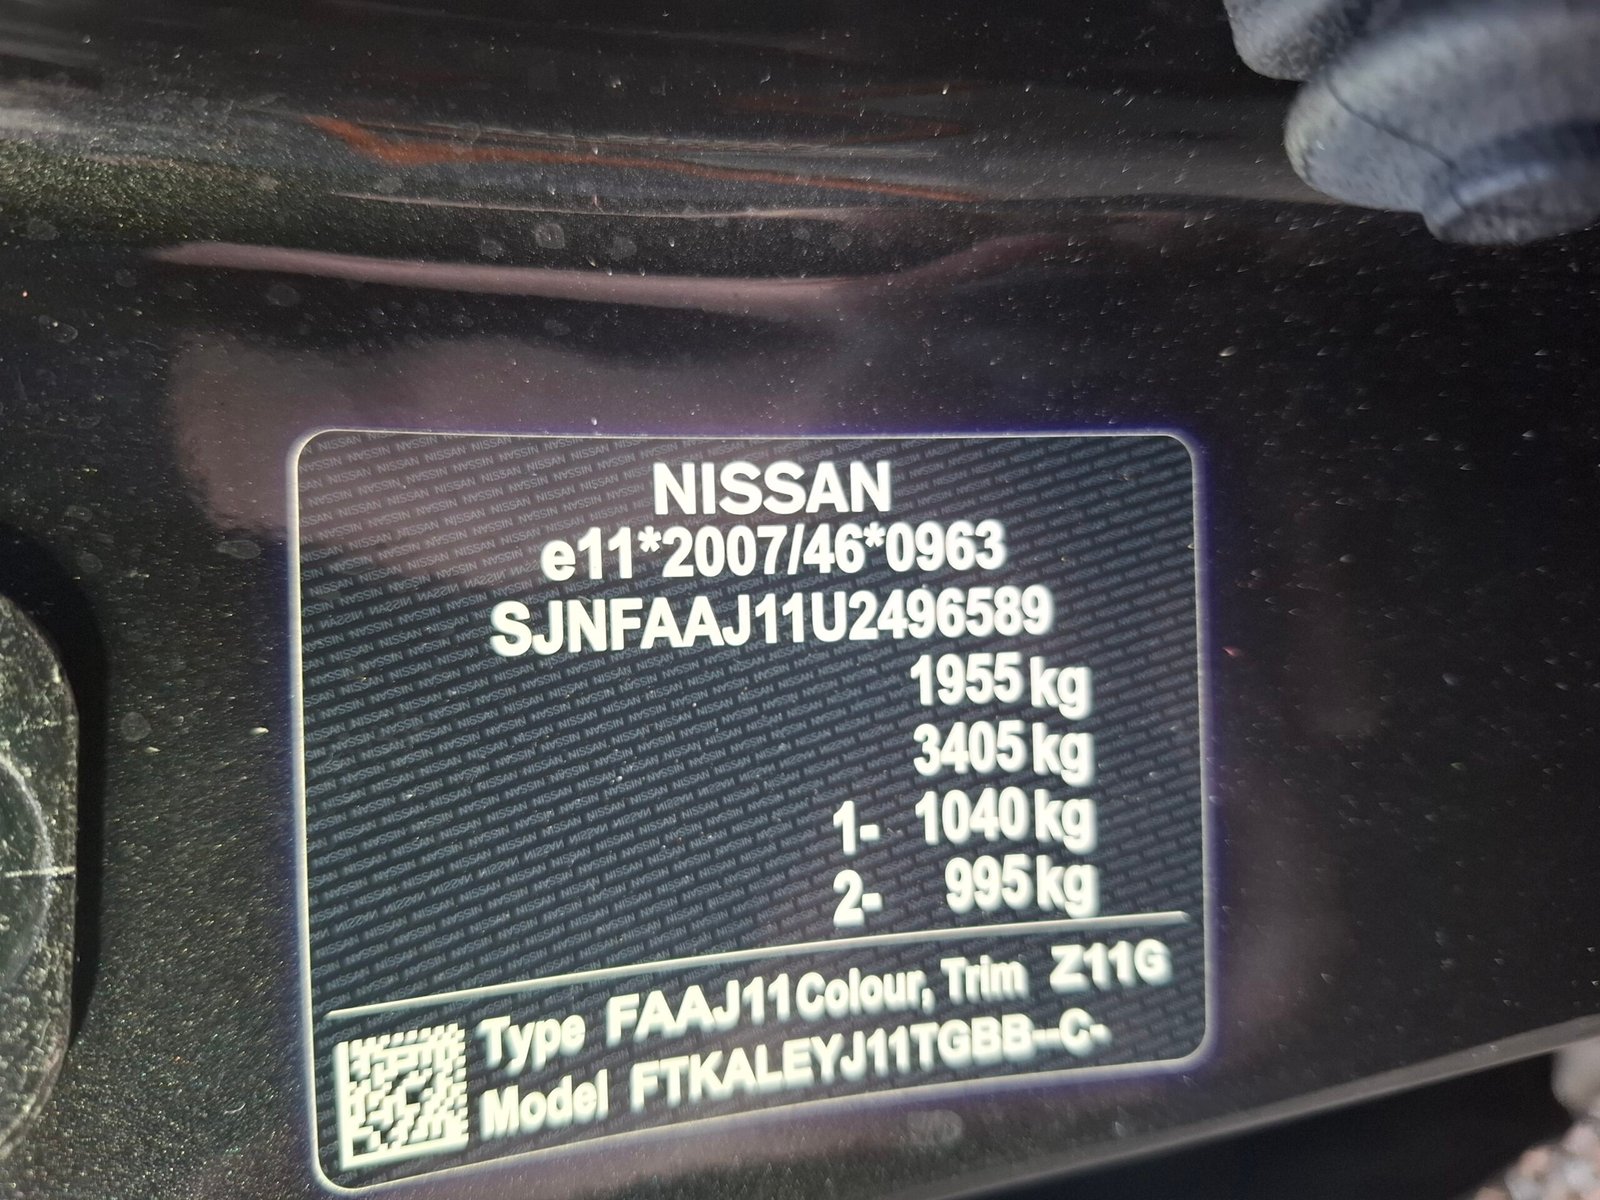 NISSAN
e11*2007/46*0963
SJNFAAJ11U2496589
1955 kg
3405 kg
1- 1040 kg
2- 995 kg
Type FAAJ11 Colour, Trim Z11G
Model FTKALEYJ11TGBB--C-